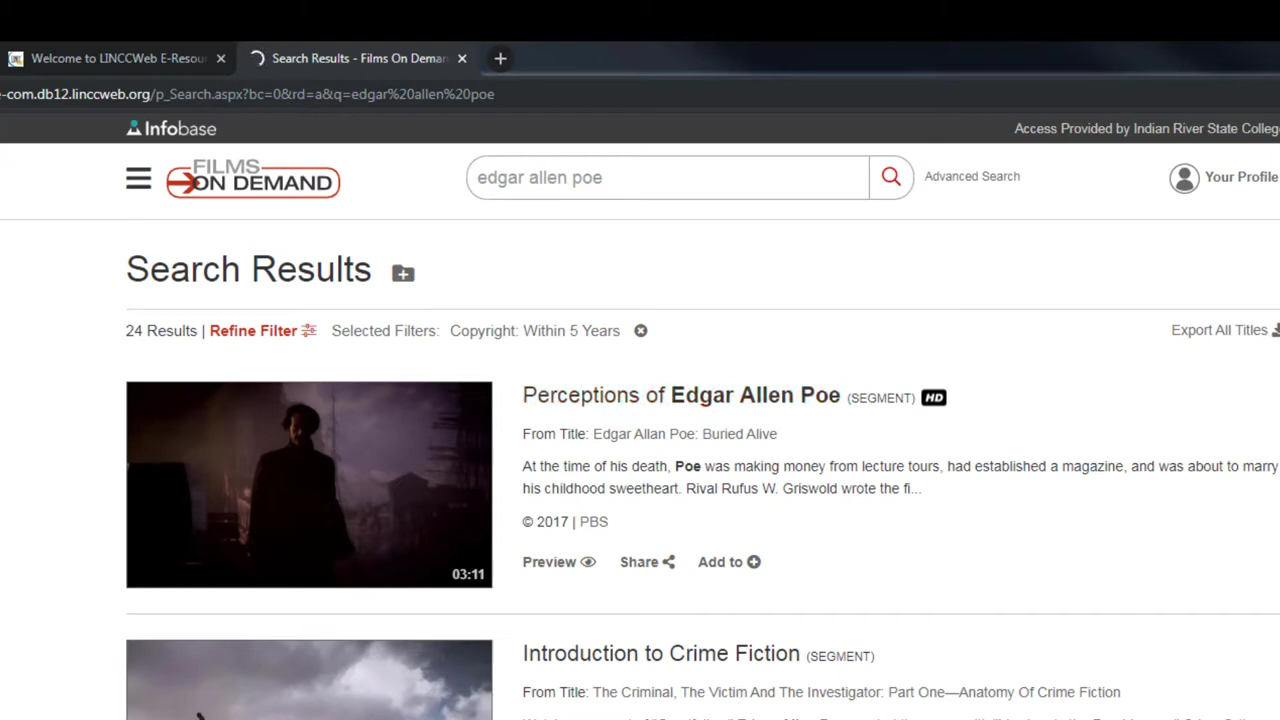 Welcome to LINCCWeb E-Resour
Search Results - Films On Deman
e-com.db12.linccweb.org/p_Search.aspx?bc=0&rd=a&q=edgar%20allen%20poe
Infobase
Access Provided by Indian River State College
FILMS
ON DEMAND
edgar allen poe
Advanced Search
Your Profile
Search Results
24 Results | Refine Filter Selected Filters: Copyright: Within 5 Years
Export All Titles
Perceptions of Edgar Allen Poe (SEGMENT) HD
From Title: Edgar Allan Poe: Buried Alive
At the time of his death, Poe was making money from lecture tours, had established a magazine, and was about to marry
his childhood sweetheart. Rival Rufus W. Griswold wrote the fi...
© 2017 | PBS
Preview Share Add to
03:11
Introduction to Crime Fiction (SEGMENT)
From Title: The Criminal, The Victim And The Investigator: Part One—Anatomy Of Crime Fiction